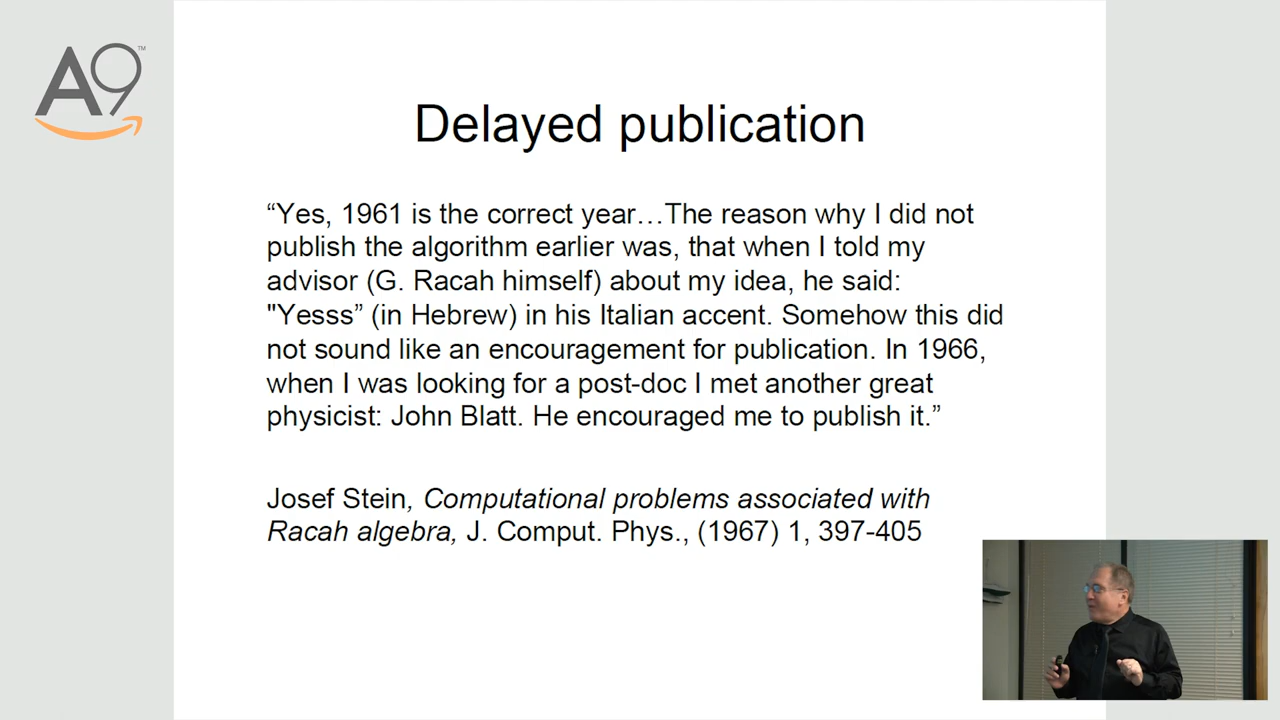 A9™
Delayed publication
“Yes, 1961 is the correct year…The reason why I did not
publish the algorithm earlier was, that when I told my
advisor (G. Racah himself) about my idea, he said:
"Yesss” (in Hebrew) in his Italian accent. Somehow this did
not sound like an encouragement for publication. In 1966,
when I was looking for a post-doc I met another great
physicist: John Blatt. He encouraged me to publish it.”
Josef Stein, Computational problems associated with
Racah algebra, J. Comput. Phys., (1967) 1, 397-405